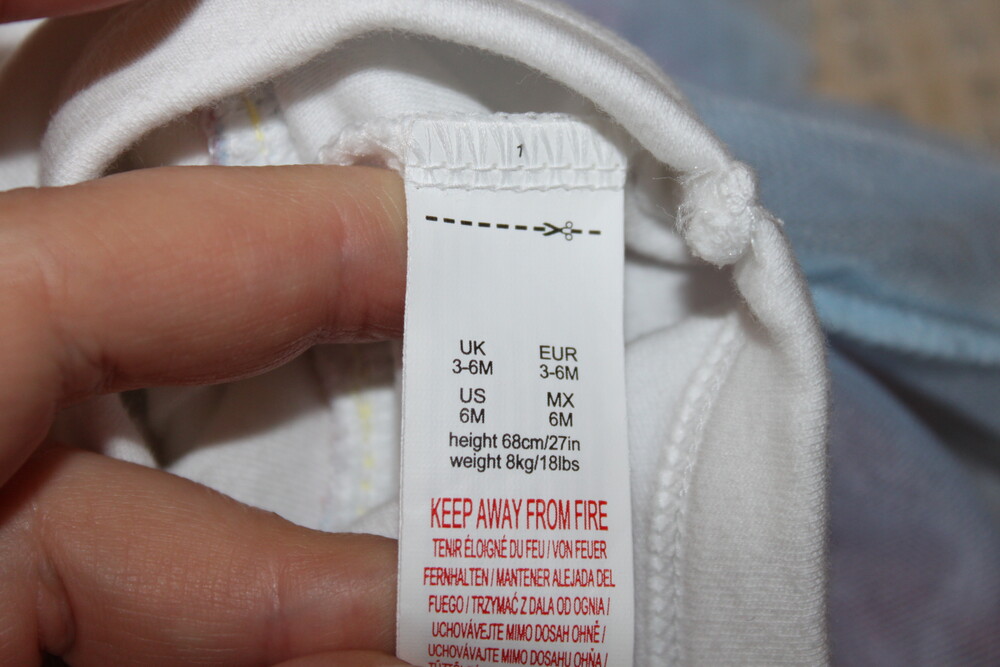 1
UK EUR
3-6M 3-6M
US MX
6M 6M
height 68cm/27in
weight 8kg/18lbs
KEEP AWAY FROM FIRE
TENIR ÉLOIGNÉ DU FEU / VON FEUER
FERNHALTEN / MANTENER ALEJADA DEL
FUEGO / TRZYMAĆ Z DALA OD OGNIA /
UCHOVÁVEJTE MIMO DOSAH OHNĚ /
UCHOVÁVAJTE MIMO DOSAHU OHŇA /